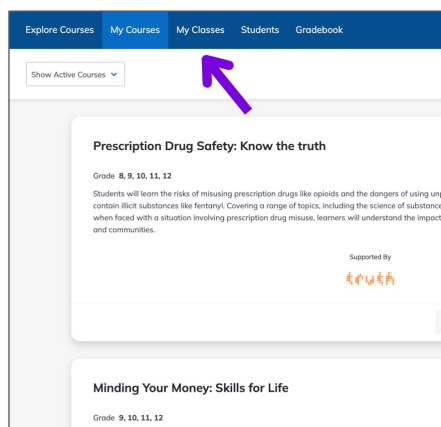 Explore Courses My Courses My Classes Students Gradebook
Show Active Courses
Prescription Drug Safety: Know the truth
Grade 8, 9, 10, 11, 12
Students will learn the risks of misusing prescription drugs like opioids and the dangers of using
contain illicit substances like fentanyl. Covering a range of topics, including the science of substance
when faced with a situation involving prescription drug misuse, learners will understand the impact
and communities.
Supported By
Minding Your Money: Skills for Life
Grade 9, 10, 11, 12